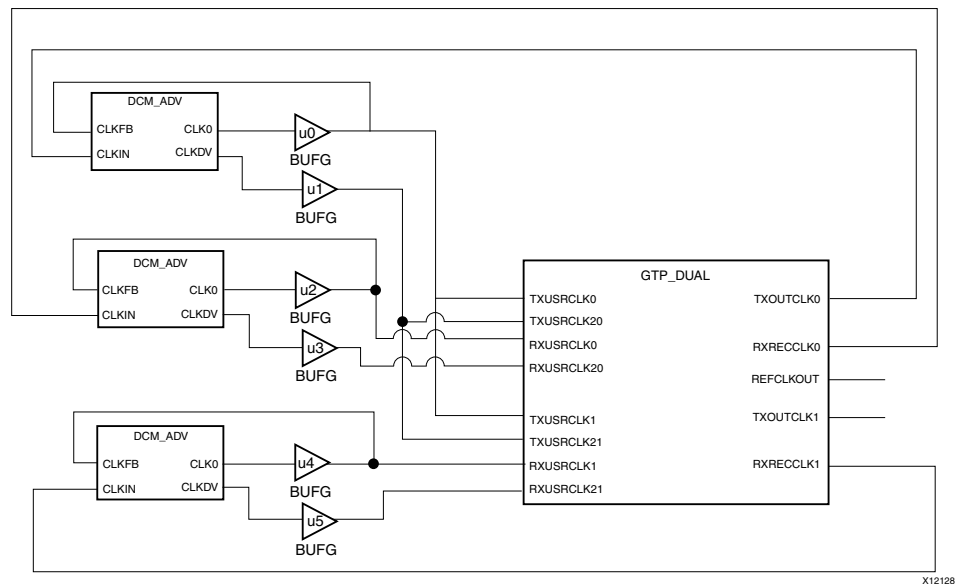 DCM_ADV
CLKFB
CLK0
CLKIN
CLKDV
u0
BUFG
u1
BUFG
DCM_ADV
CLKFB
CLK0
CLKIN
CLKDV
u2
BUFG
u3
BUFG
DCM_ADV
CLKFB
CLK0
CLKIN
CLKDV
u4
BUFG
u5
BUFG
GTP_DUAL
TXUSRCLK0
TXUSRCLK20
RXUSRCLK0
RXUSRCLK20
TXUSRCLK1
TXUSRCLK21
RXUSRCLK1
RXUSRCLK21
TXOUTCLK0
RXRECCLK0
REFCLKOUT
TXOUTCLK1
RXRECCLK1
X12128